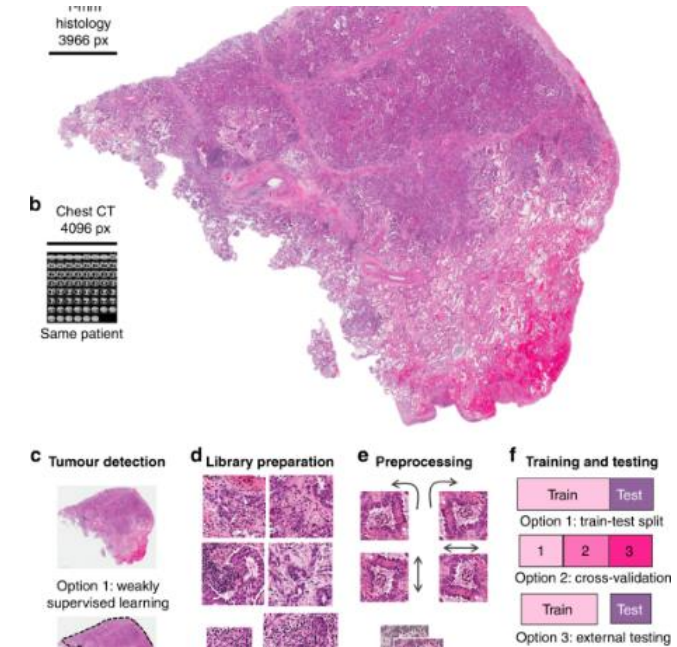 histology
3966 px
b
Chest CT
4096 px
Same patient
c Tumour detection
Option 1: weakly
supervised learning
d Library preparation
e Preprocessing
f Training and testing
Train Test
Option 1: train-test split
1 2 3
Option 2: cross-validation
Train Test
Option 3: external testing